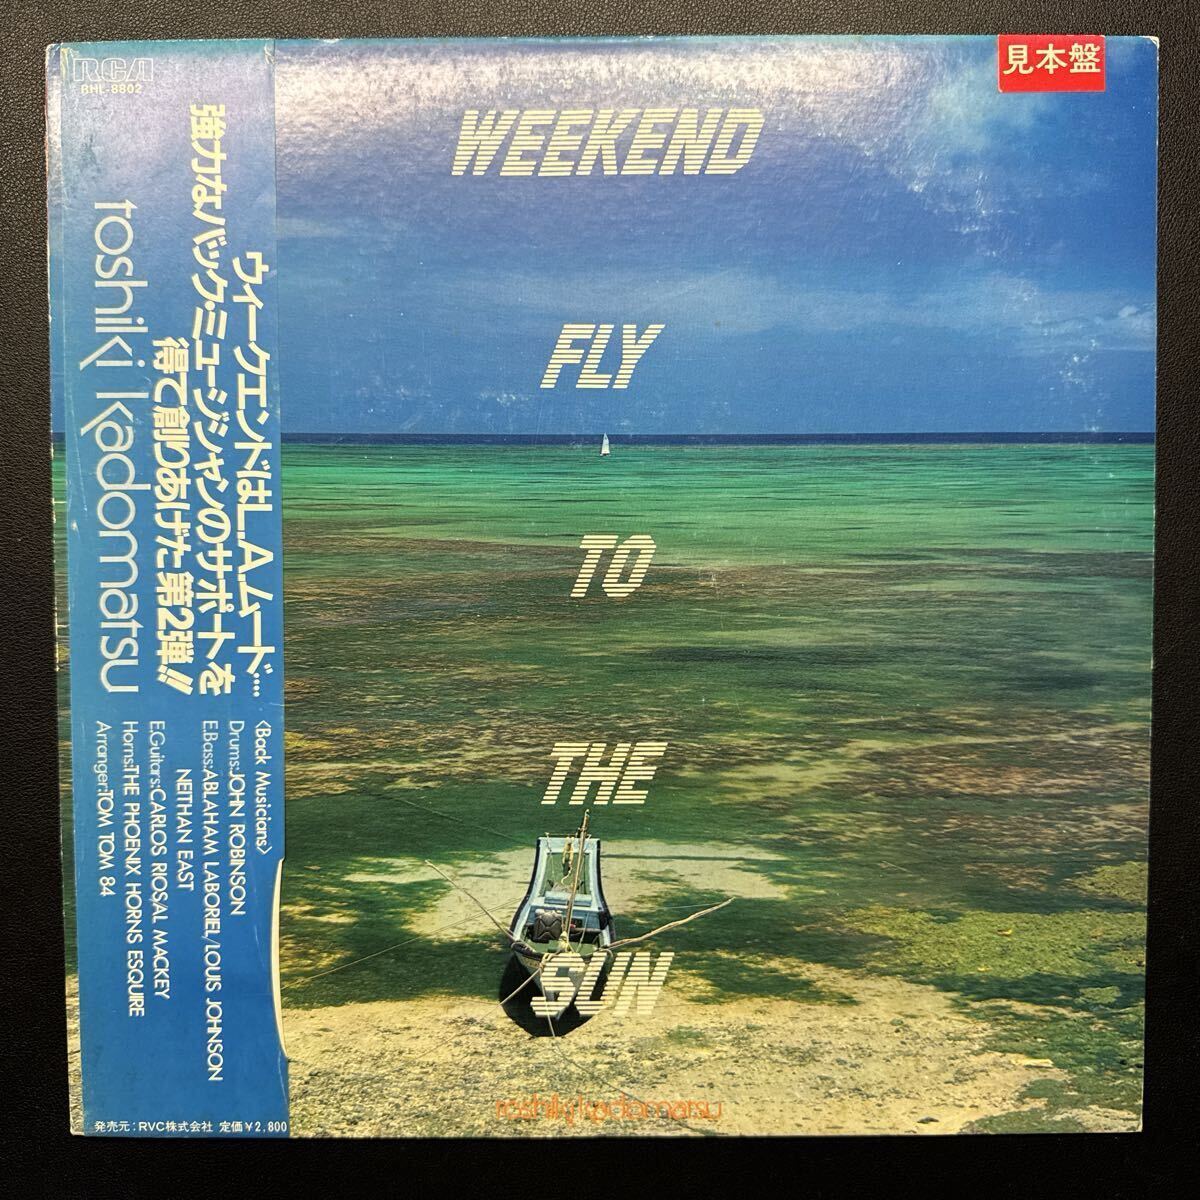 RCA
RHL-8802
見本盤
WEEKEND
FLY
TO
THE
SUN
toshiki kadomatsu
ウィークエンドはL.A.ムード....
強力なバック・ミュージシャンのサポートを
得て創りあげた第2弾!!
toshiki kadomatsu
〈Back Musicians〉
Drums:JOHN ROBINSON
E.Bass:ABLAHAM LABORIEL/LOUIS JOHNSON
NEITHAN EAST
E.Guitars:CARLOS RIOSAL MACKEY
Horns:THE PHOENIX HORNS ESQUIRE
Arranger:TOM TOM 84
発売元:RVC株式会社 定価¥2,800